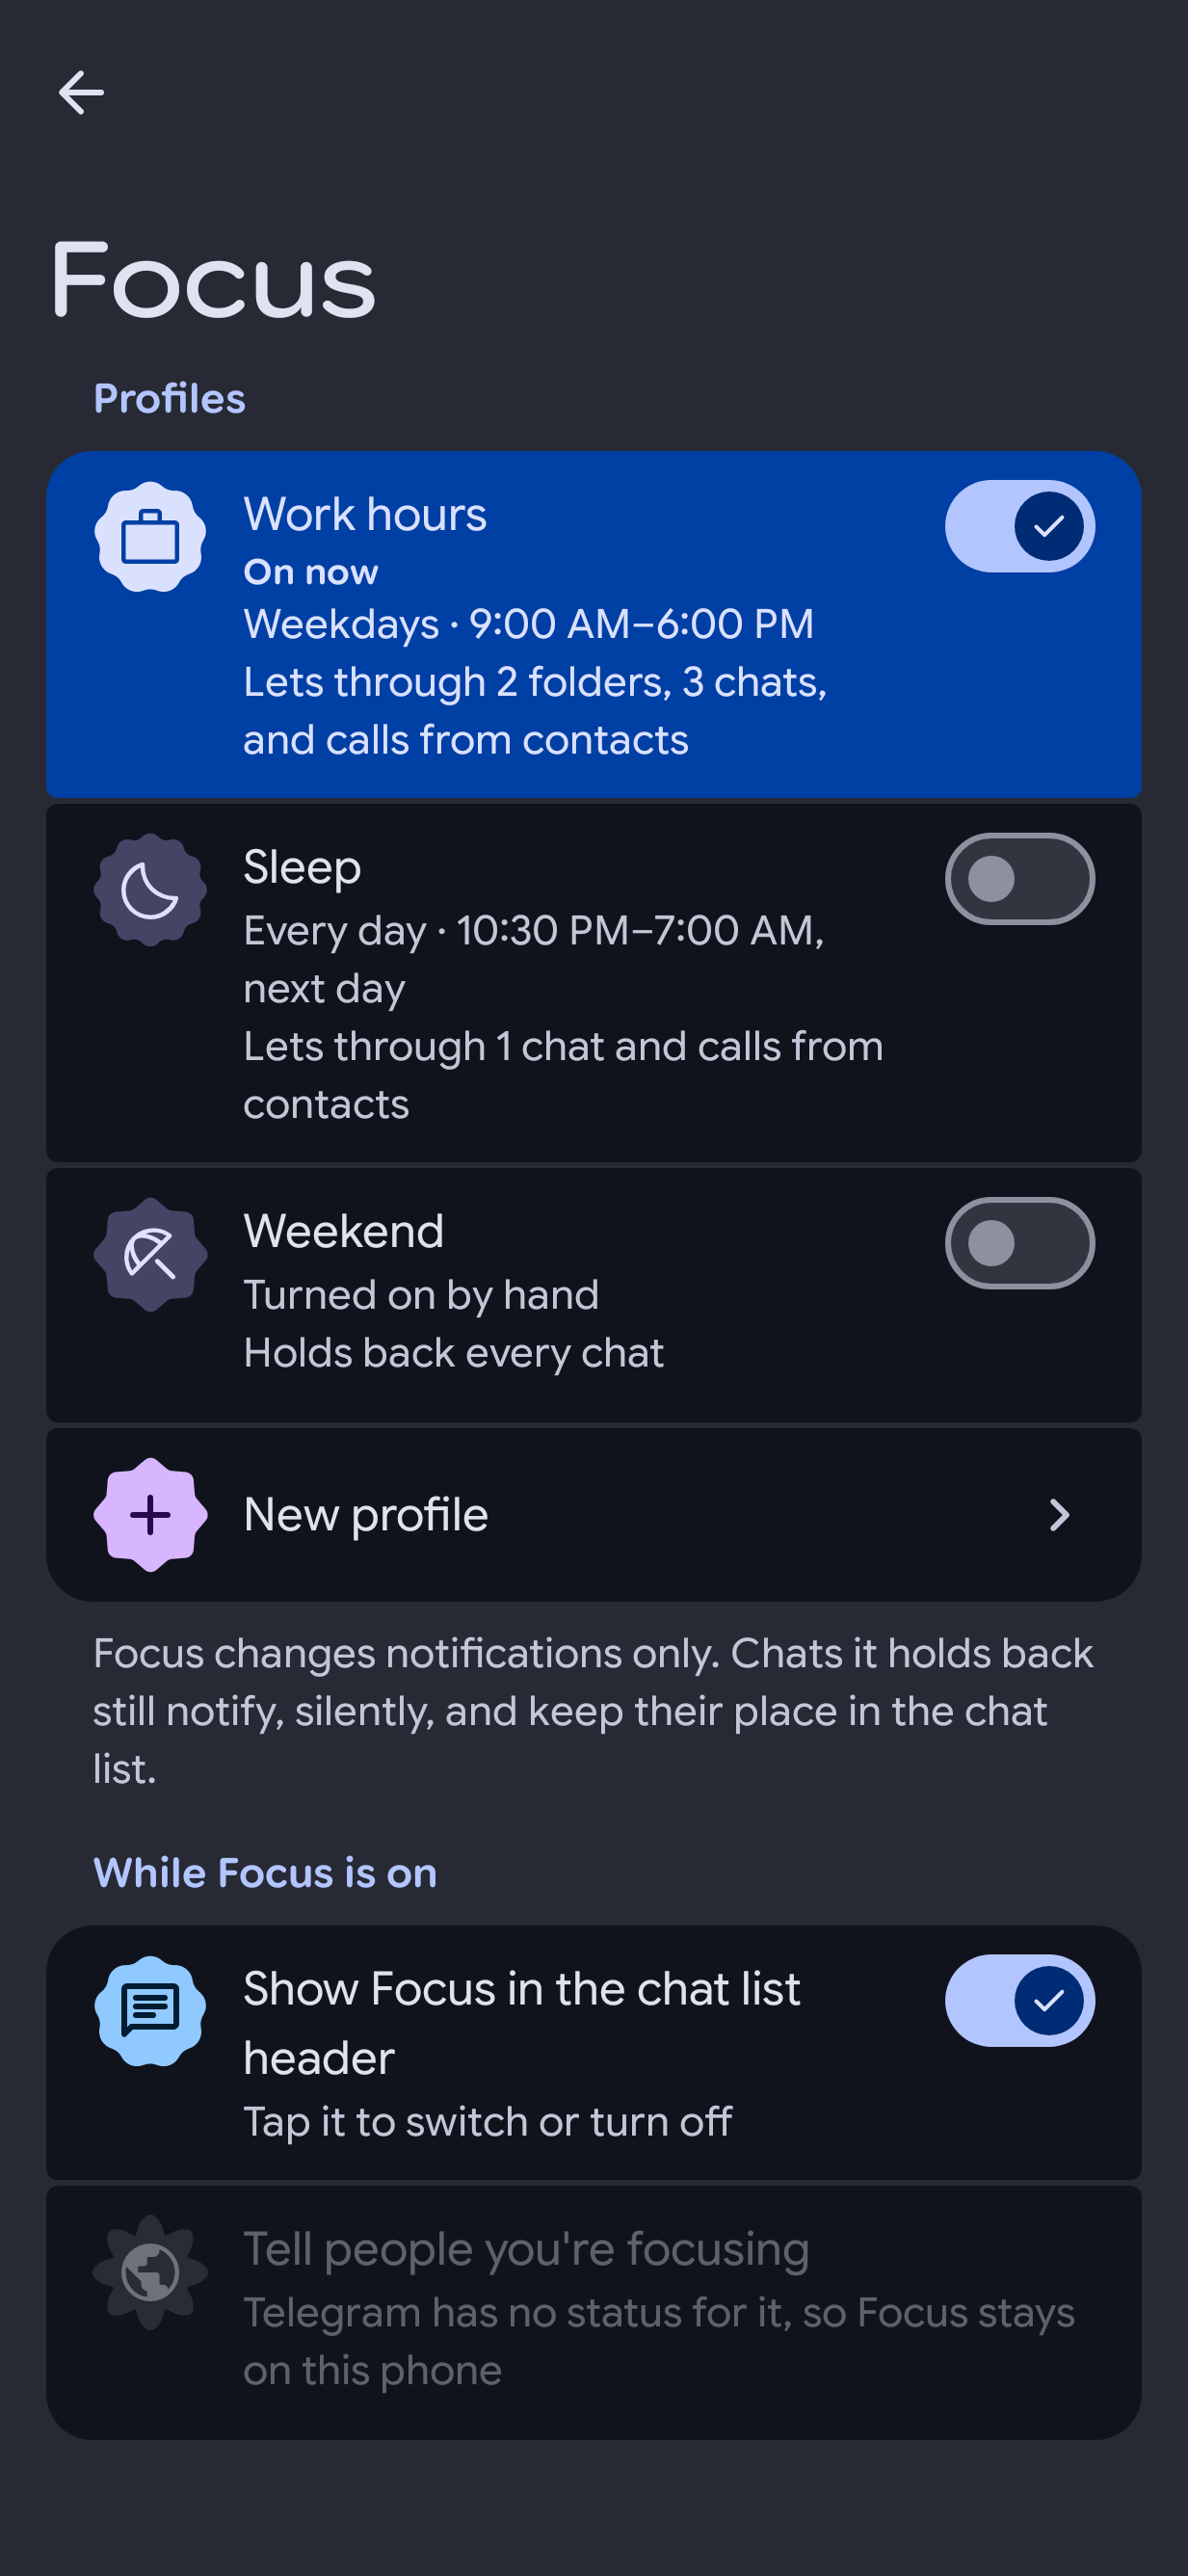 Focus
Profiles
Work hours
On now
Weekdays · 9:00 AM–6:00 PM
Lets through 2 folders, 3 chats,
and calls from contacts
Sleep
Every day · 10:30 PM–7:00 AM,
next day
Lets through 1 chat and calls from
contacts
Weekend
Turned on by hand
Holds back every chat
New profile
Focus changes notifications only. Chats it holds back
still notify, silently, and keep their place in the chat
list.
While Focus is on
Show Focus in the chat list
header
Tap it to switch or turn off
Tell people you're focusing
Telegram has no status for it, so Focus stays
on this phone